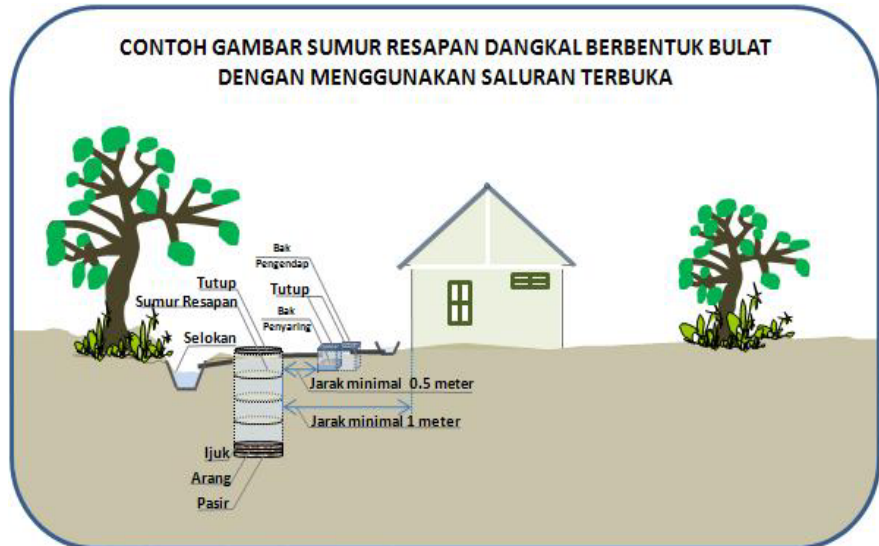 CONTOH GAMBAR SUMUR RESAPAN DANGKAL BERBENTUK BULAT
DENGAN MENGGUNAKAN SALURAN TERBUKA
Bak
Pengendap
Tutup
Sumur Resapan
Tutup
Bak
Penyaring
Selokan
Jarak minimal 0.5 meter
Jarak minimal 1 meter
Ijuk
Arang
Pasir